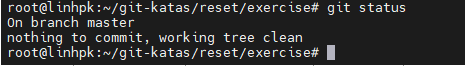 root@linhpk:~/git-katas/reset/exercise# git status
On branch master
nothing to commit, working tree clean
root@linhpk:~/git-katas/reset/exercise#